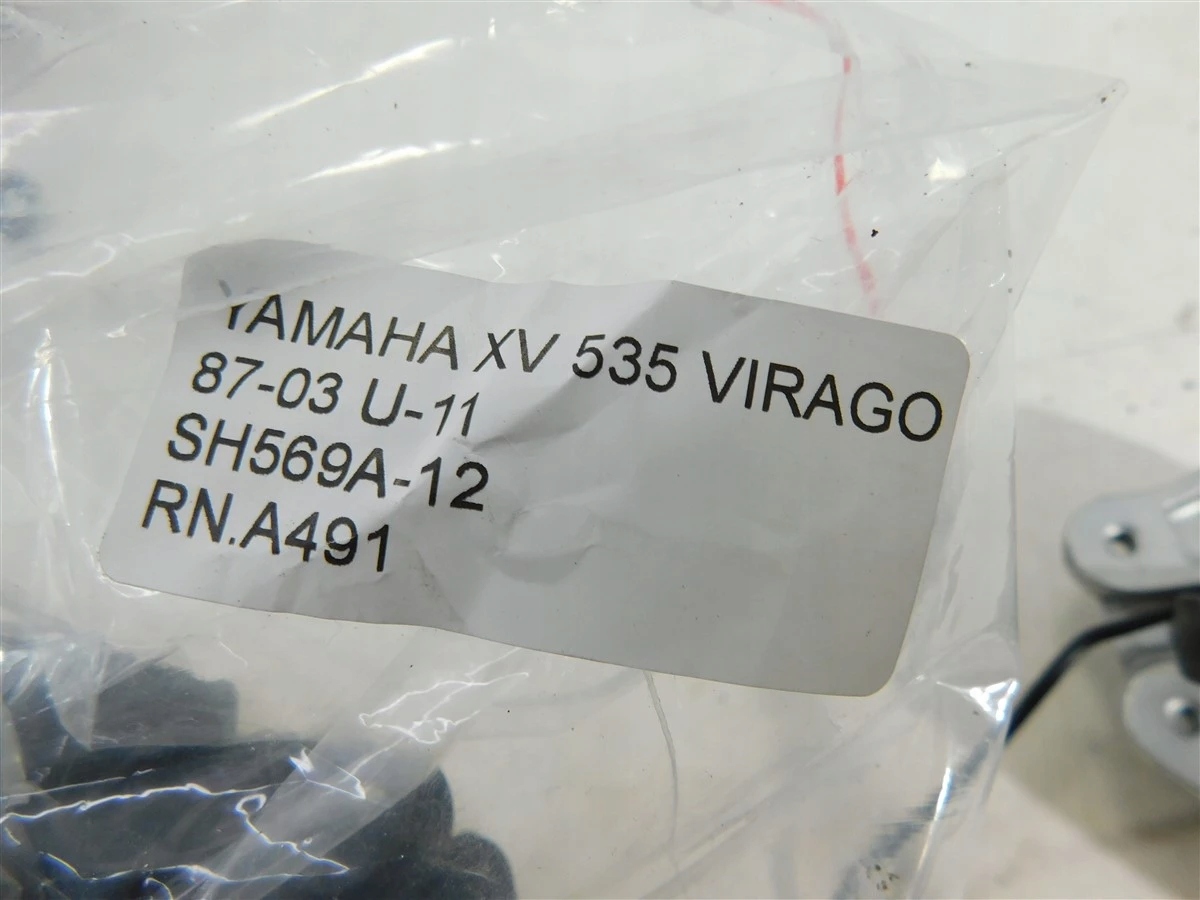 YAMAHA XV 535 VIRAGO
87-03 U-11
SH569A-12
RN.A491